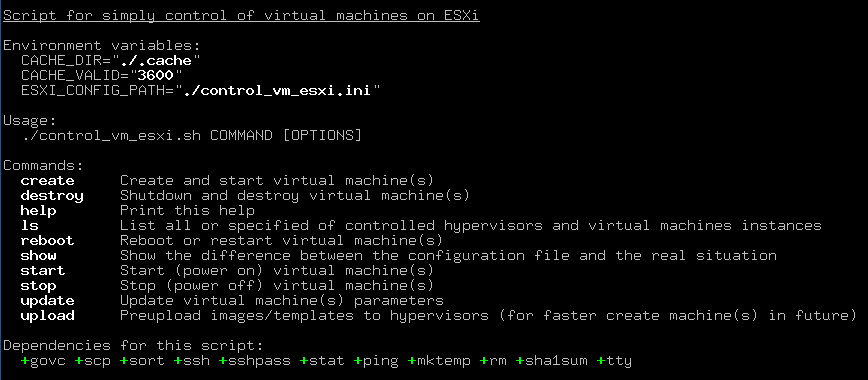 Script for simply control of virtual machines on ESXi
Environment variables:
CACHE_DIR="./.cache"
CACHE_VALID="3600"
ESXI_CONFIG_PATH="./control_vm_esxi.ini"
Usage:
./control_vm_esxi.sh COMMAND [OPTIONS]
Commands:
create Create and start virtual machine(s)
destroy Shutdown and destroy virtual machine(s)
help Print this help
ls List all or specified of controlled hypervisors and virtual machines instances
reboot Reboot or restart virtual machine(s)
show Show the difference between the configuration file and the real situation
start Start (power on) virtual machine(s)
stop Stop (power off) virtual machine(s)
update Update virtual machine(s) parameters
upload Preupload images/templates to hypervisors (for faster create machine(s) in future)
Dependencies for this script:
+govc +scp +sort +ssh +sshpass +stat +ping +mktemp +rm +sha1sum +tty